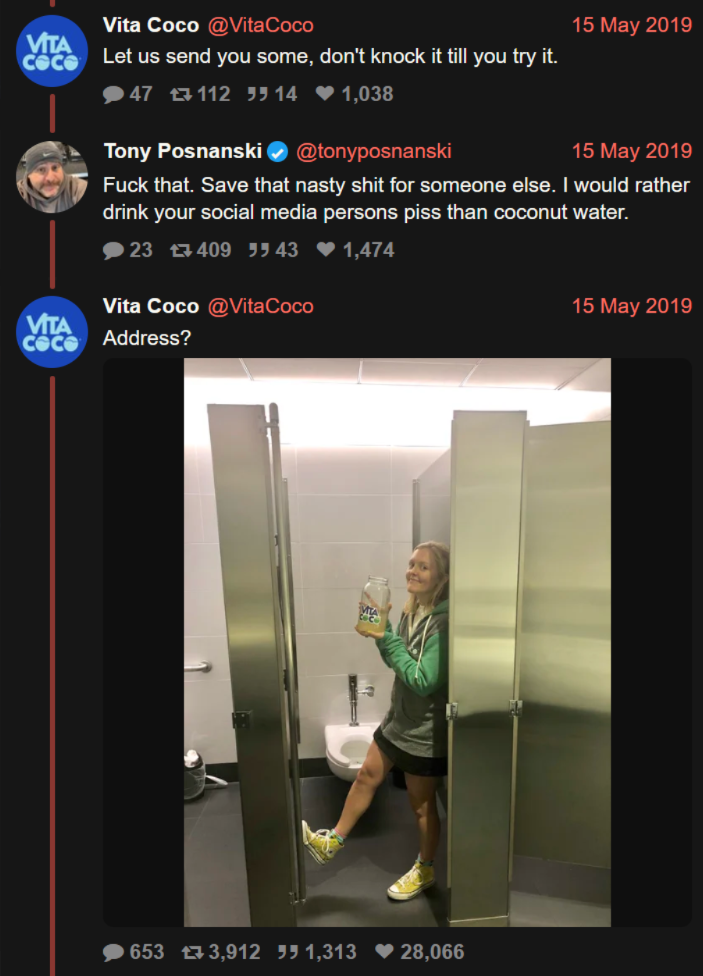 Vita Coco @VitaCoco 15 May 2019
VITA
COCO
Let us send you some, don't knock it till you try it.
47 112 14 1,038
Tony Posnanski @tonyposnanski 15 May 2019
Fuck that. Save that nasty shit for someone else. I would rather
drink your social media persons piss than coconut water.
23 409 43 1,474
Vita Coco @VitaCoco 15 May 2019
VITA
COCO
Address?
VITA
COCO
653 3,912 1,313 28,066